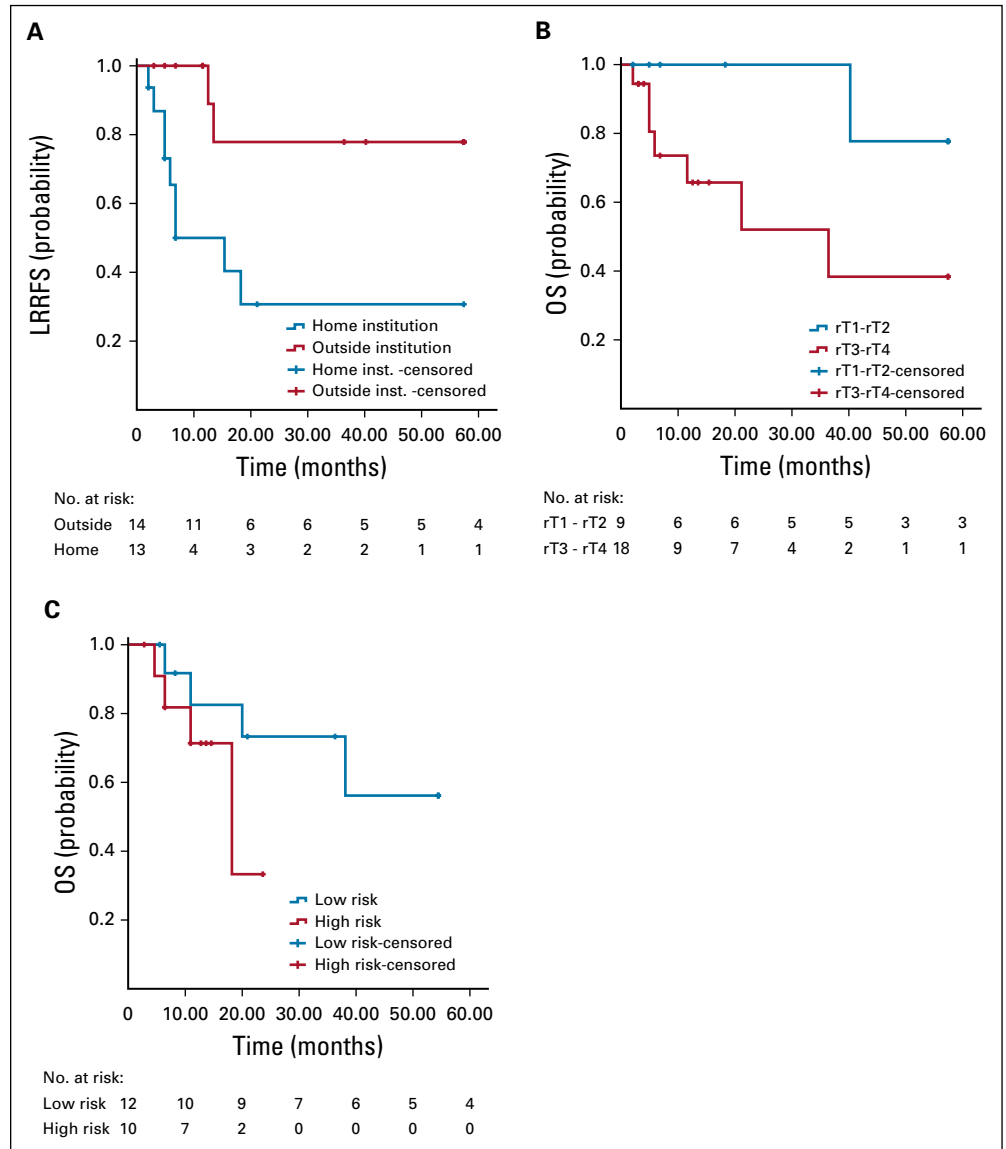 A
LRRFS (probability)
1.0
0.8
0.6
0.4
0.2
Home institution
Outside institution
Home inst. -censored
Outside inst. -censored
0 10.00 20.00 30.00 40.00 50.00 60.00
Time (months)
No. at risk:
Outside 14 11 6 6 5 5 4
Home 13 4 3 2 2 1 1
B
OS (probability)
1.0
0.8
0.6
0.4
0.2
rT1-rT2
rT3-rT4
rT1-rT2-censored
rT3-rT4-censored
0 10.00 20.00 30.00 40.00 50.00 60.00
Time (months)
No. at risk:
rT1 - rT2 9 6 6 5 5 3 3
rT3 - rT4 18 9 7 4 2 1 1
C
OS (probability)
1.0
0.8
0.6
0.4
0.2
Low risk
High risk
Low risk-censored
High risk-censored
0 10.00 20.00 30.00 40.00 50.00 60.00
Time (months)
No. at risk:
Low risk 12 10 9 7 6 5 4
High risk 10 7 2 0 0 0 0